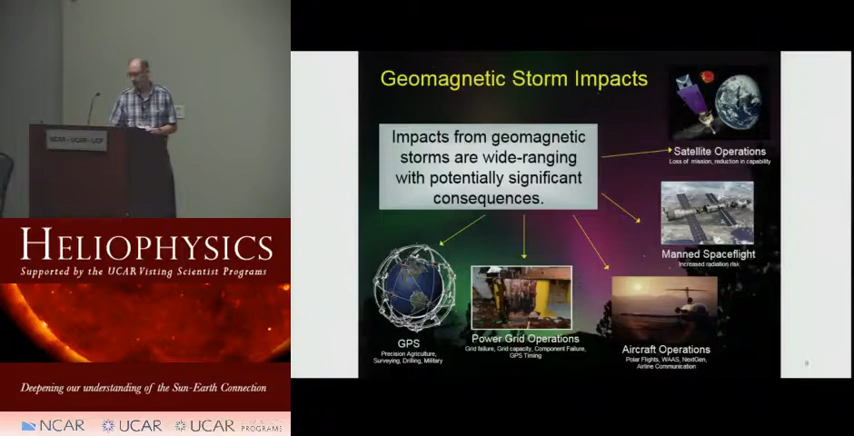 NCAR - UCAR - UCP
HELIOPHYSICS
Supported by the UCAR Visting Scientist Programs
Deepening our understanding of the Sun-Earth Connection
NCAR UCAR UCAR PROGRAMS
Geomagnetic Storm Impacts
Impacts from geomagnetic
storms are wide-ranging
with potentially significant
consequences.
Satellite Operations
Loss of mission, reduction in capability
Manned Spaceflight
Increased radiation risk
GPS
Precision Agriculture,
Surveying, Drilling, Military
Power Grid Operations
Grid failure, Grid capacity, Component Failure,
GPS Timing
Aircraft Operations
Polar Flights, WAAS, NextGen,
Airline Communication